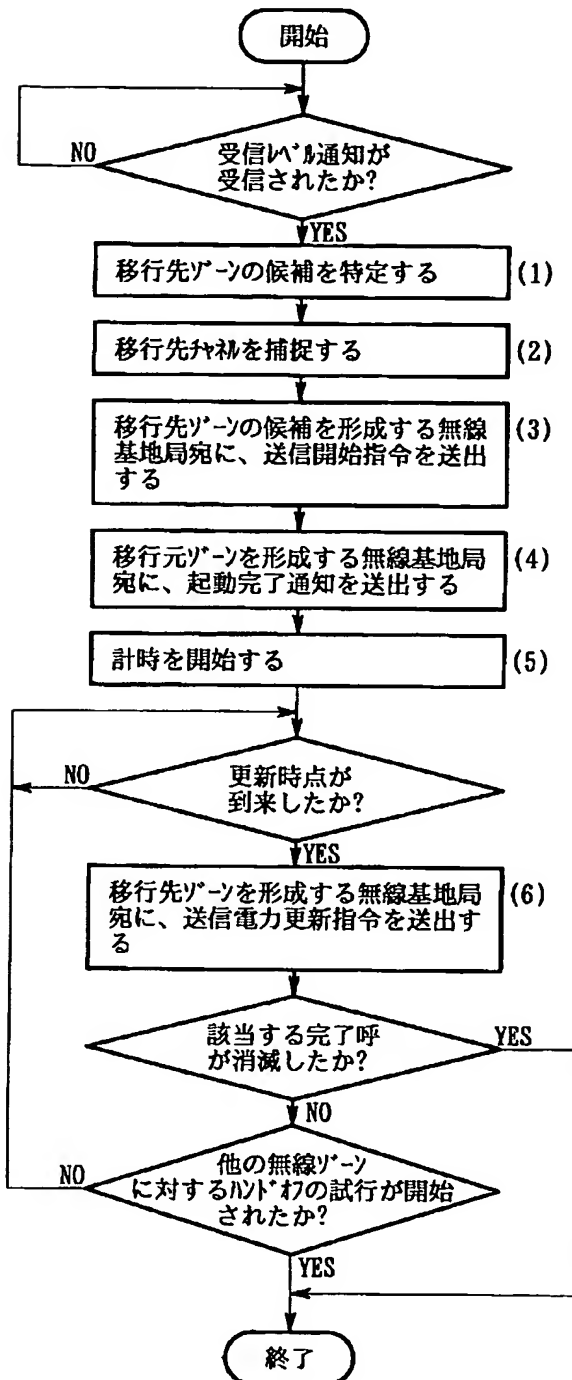 開始
NO
受信ﾚﾍﾞﾙ通知が
受信されたか?
YES
移行先ｿﾞｰﾝの候補を特定する
(1)
移行先ﾁｬﾈﾙを捕捉する
(2)
移行先ｿﾞｰﾝの候補を形成する無線
基地局宛に、送信開始指令を送出
する
(3)
移行元ｿﾞｰﾝを形成する無線基地局
宛に、起動完了通知を送出する
(4)
計時を開始する
(5)
NO
更新時点が
到来したか?
YES
移行先ｿﾞｰﾝを形成する無線基地局
宛に、送信電力更新指令を送出す
る
(6)
該当する完了呼
が消滅したか?
YES
NO
NO
他の無線ｿﾞｰﾝ
に対するﾊﾝﾄﾞｵﾌの試行が開始
されたか?
YES
終了